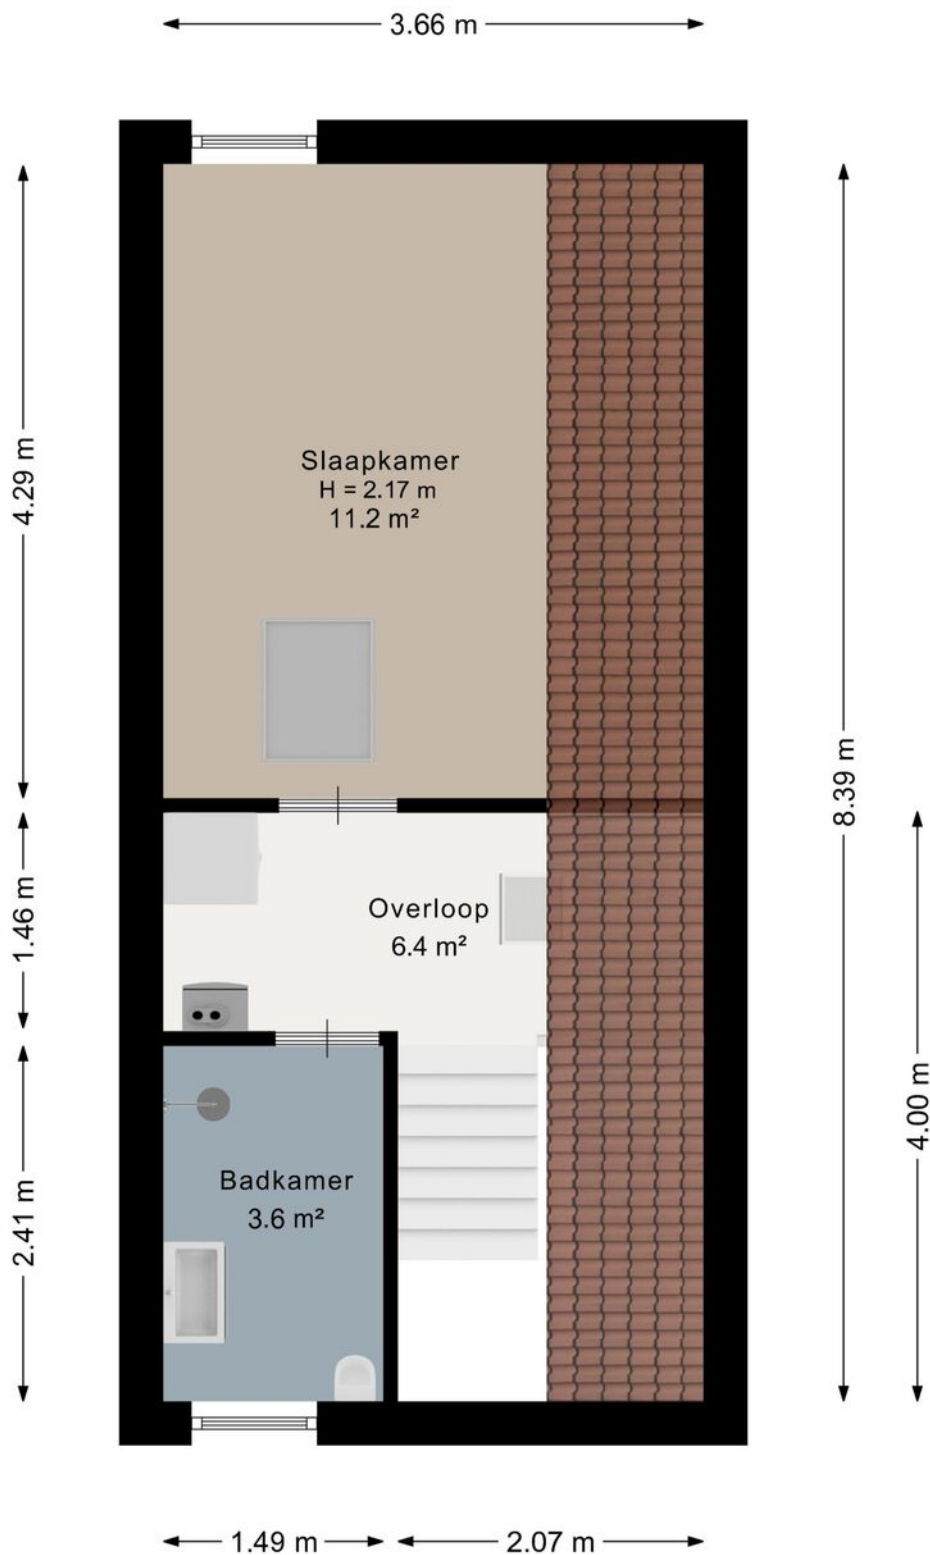 3.66 m
4.29 m
Slaapkamer
H = 2.17 m
11.2 m²
8.39 m
1.46 m
Overloop
6.4 m²
4.00 m
2.41 m
Badkamer
3.6 m²
1.49 m
2.07 m